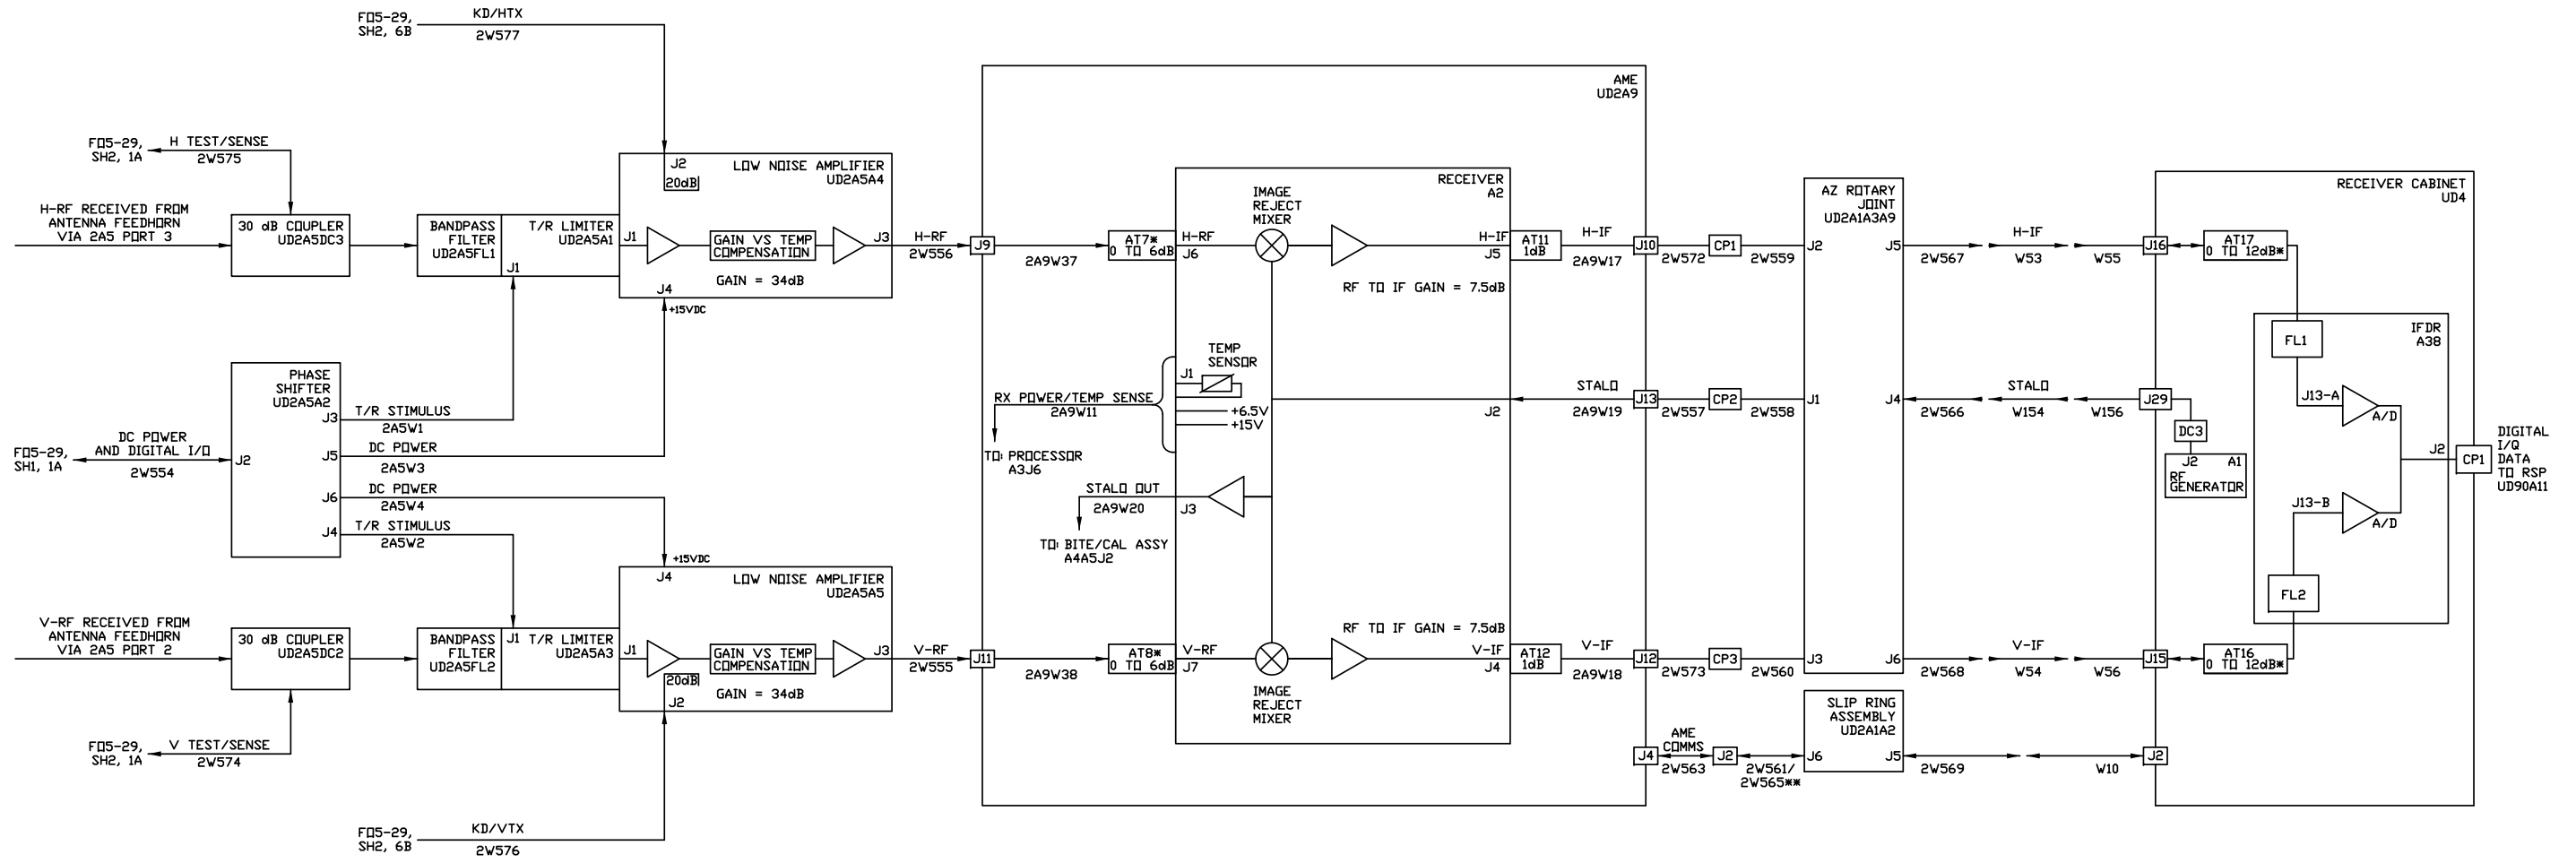 FO5-29,
SH2, 6B
KD/HTX
2W577
FO5-29,
SH2, 1A
H TEST/SENSE
2W575
H-RF RECEIVED FROM
ANTENNA FEEDHORN
VIA 2A5 PORT 3
30 dB COUPLER
UD2A5DC3
BANDPASS
FILTER
UD2A5FL1
T/R LIMITER
UD2A5A1
J1
J2
20dB
LOW NOISE AMPLIFIER
UD2A5A4
J1
GAIN VS TEMP
COMPENSATION
J3
GAIN = 34dB
J4
+15VDC
H-RF
2W556
PHASE
SHIFTER
UD2A5A2
J3
T/R STIMULUS
2A5W1
J5
DC POWER
2A5W3
J6
DC POWER
2A5W4
J4
T/R STIMULUS
2A5W2
FO5-29,
SH1, 1A
DC POWER
AND DIGITAL I/O
2W554
J2
V-RF RECEIVED FROM
ANTENNA FEEDHORN
VIA 2A5 PORT 2
30 dB COUPLER
UD2A5DC2
BANDPASS
FILTER
UD2A5FL2
J1
T/R LIMITER
UD2A5A3
+15VDC
J4
LOW NOISE AMPLIFIER
UD2A5A5
J1
GAIN VS TEMP
COMPENSATION
J3
20dB
J2
GAIN = 34dB
V-RF
2W555
FO5-29,
SH2, 1A
V TEST/SENSE
2W574
FO5-29,
SH2, 6B
KD/VTX
2W576
AME
UD2A9
J9
2A9W37
AT7*
0 TO 6dB
H-RF
J6
IMAGE
REJECT
MIXER
RECEIVER
A2
H-IF
J5
AT11
1dB
H-IF
2A9W17
J10
RF TO IF GAIN = 7.5dB
TEMP
SENSOR
J1
+6.5V
+15V
RX POWER/TEMP SENSE
2A9W11
TO: PROCESSOR
A3J6
J2
STALO
2A9W19
J13
STALO OUT
2A9W20
J3
TO: BITE/CAL ASSY
A4A5J2
J11
2A9W38
AT8*
0 TO 6dB
V-RF
J7
IMAGE
REJECT
MIXER
RF TO IF GAIN = 7.5dB
V-IF
J4
AT12
1dB
V-IF
2A9W18
J12
J4
AME
COMMS
2W563
J2
2W561/
2W565**
2W572
CP1
2W559
2W557
CP2
2W558
2W573
CP3
2W560
AZ ROTARY
JOINT
UD2A1A3A9
J2
J5
J1
J4
J3
J6
SLIP RING
ASSEMBLY
UD2A1A2
J6
J5
2W567
H-IF
W53
W55
2W566
STALO
W154
W156
2W568
V-IF
W54
W56
2W569
W10
RECEIVER CABINET
UD4
J16
AT17
0 TO 12dB*
J29
DC3
J2
A1
RF
GENERATOR
IFDR
A38
FL1
J13-A
A/D
J13-B
A/D
FL2
J2
CP1
DIGITAL
I/Q
DATA
TO RSP
UD90A11
J15
AT16
0 TO 12dB*
J2